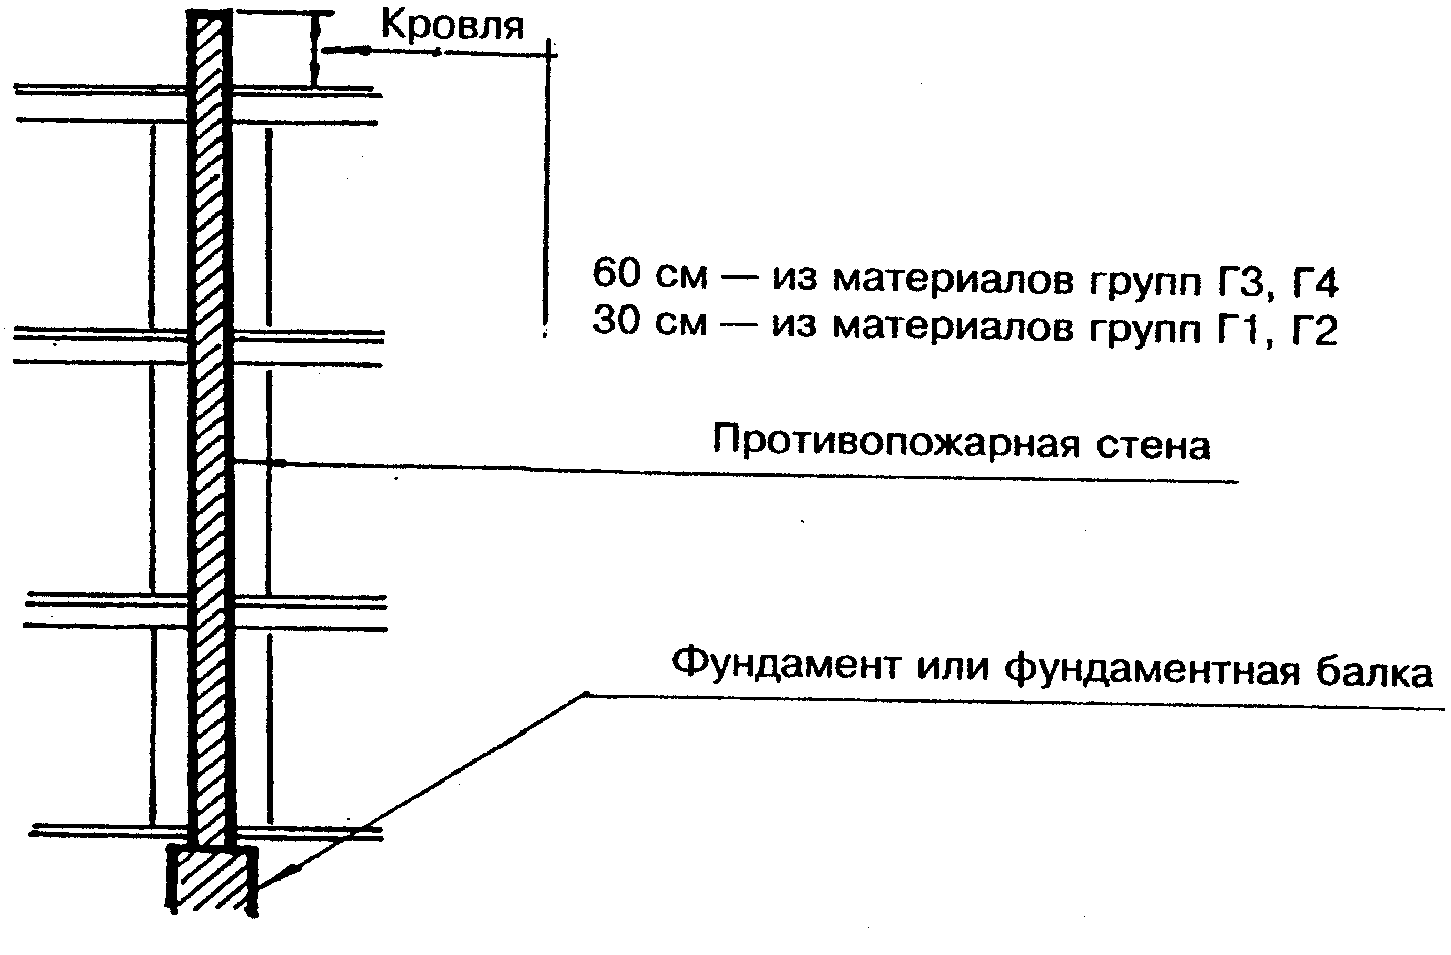 Кровля
60 см — из материалов групп Г3, Г4
30 см — из материалов групп Г1, Г2
Противопожарная стена
Фундамент или фундаментная балка